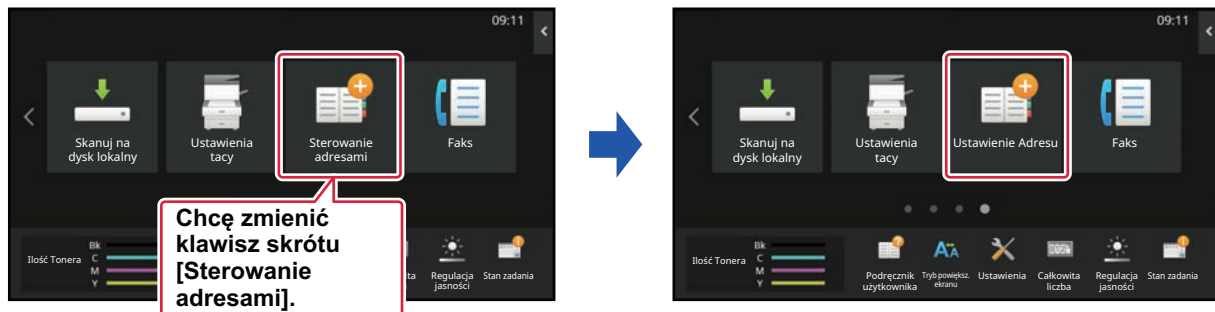 09:11
Skanuj na
dysk lokalny
Ustawienia
tacy
Sterowanie
adresami
Faks
Chcę zmienić
klawisz skrótu
[Sterowanie
adresami].
Ilość Tonera
Bk
C
M
Y
Regulacja
jasności
Stan zadania
09:11
Skanuj na
dysk lokalny
Ustawienia
tacy
Ustawienie Adresu
Faks
Ilość Tonera
Bk
C
M
Y
Podręcznik
użytkownika
Tryb powiększ.
ekranu
Ustawienia
Całkowita
liczba
Regulacja
jasności
Stan zadania